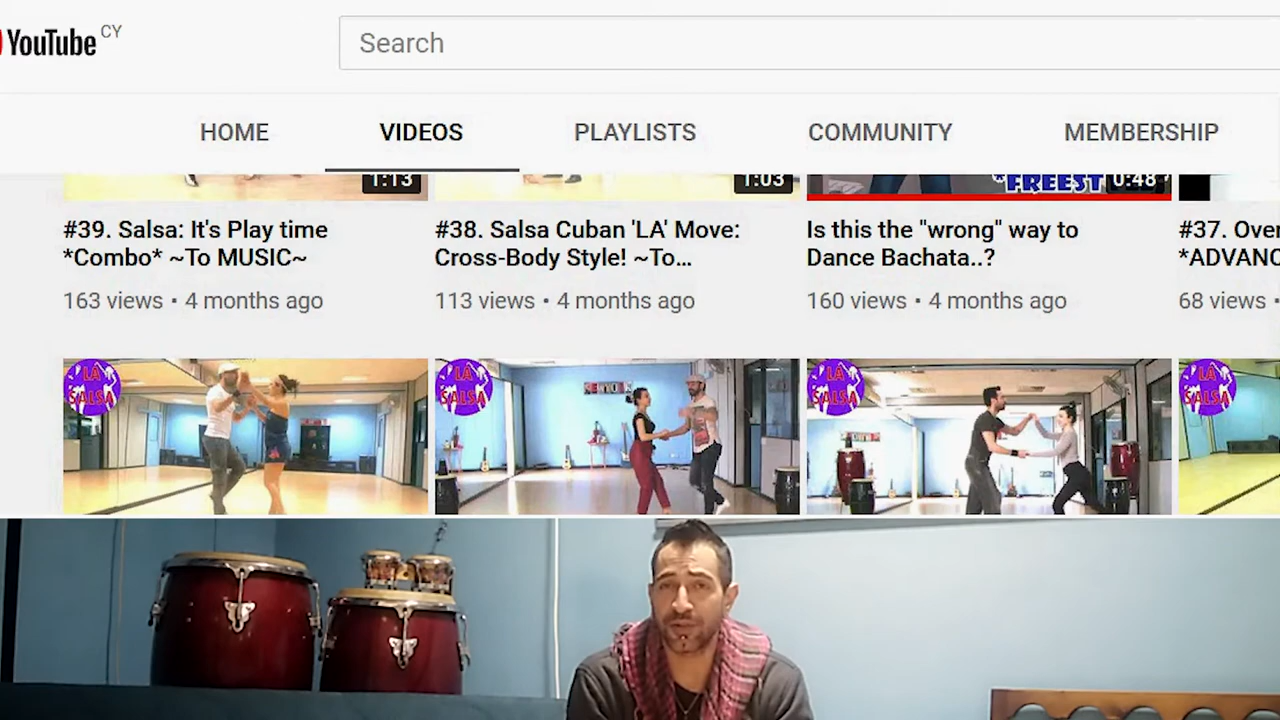 YouTube CY
Search
HOME VIDEOS PLAYLISTS COMMUNITY MEMBERSHIP
1:13 1:03 "FREEST 0:48
#39. Salsa: It's Play time #38. Salsa Cuban 'LA' Move: Is this the "wrong" way to #37. Over
*Combo* ~To MUSIC~ Cross-Body Style! ~To... Dance Bachata..? *ADVANC
163 views • 4 months ago 113 views • 4 months ago 160 views • 4 months ago 68 views •
LA LA LA LA
SALSA SALSA SALSA SALSA